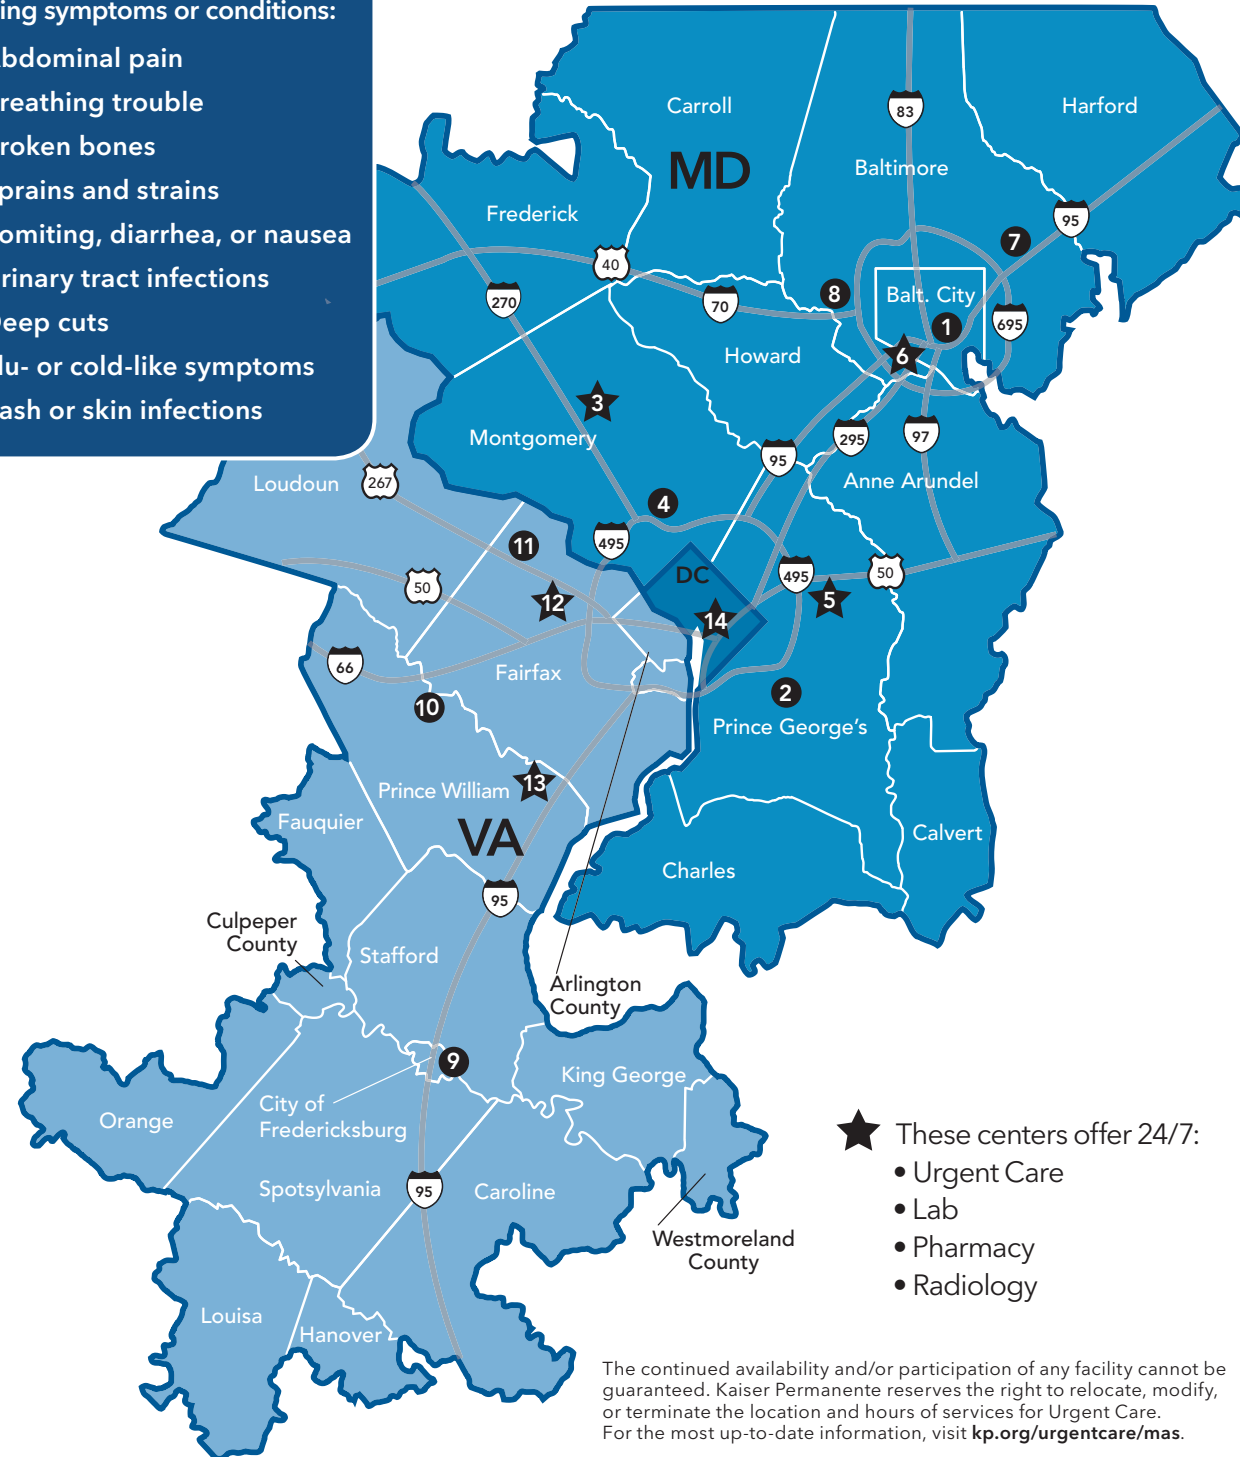 ing symptoms or conditions:
bdominal pain
reathing trouble
roken bones
prains and strains
omiting, diarrhea, or nausea
rinary tract infections
eep cuts
lu- or cold-like symptoms
ash or skin infections
Carroll
83
Harford
MD
Baltimore
Frederick
95
7
40
270
70
8
Balt. City
1
695
6
Howard
3
Montgomery
95
295
97
Anne Arundel
Loudoun
267
4
11
495
50
12
DC
495
5
50
14
66
Fairfax
10
2
Prince George's
Prince William
13
VA
Fauquier
Calvert
Charles
95
Culpeper
County
Stafford
Arlington
County
9
King George
City of
Fredericksburg
Orange
Spotsylvania
95
Caroline
Westmoreland
County
Louisa
Hanover
These centers offer 24/7:
• Urgent Care
• Lab
• Pharmacy
• Radiology
The continued availability and/or participation of any facility cannot be
guaranteed. Kaiser Permanente reserves the right to relocate, modify,
or terminate the location and hours of services for Urgent Care.
For the most up-to-date information, visit kp.org/urgentcare/mas.